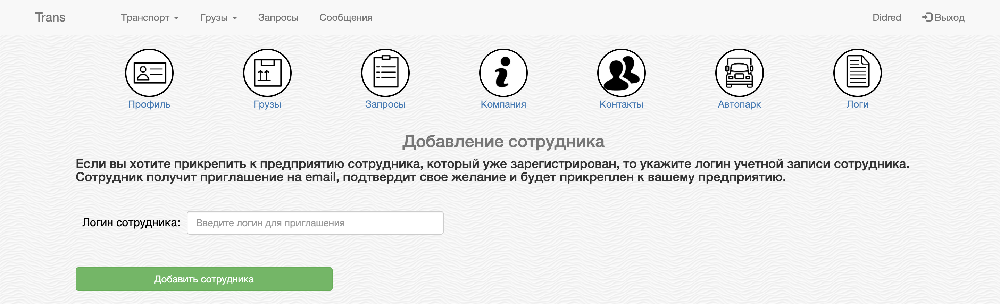 Trans Транспорт Грузы Запросы Сообщения Didred Выход
Профиль Грузы Запросы Компания Контакты Автопарк Логи
Добавление сотрудника
Если вы хотите прикрепить к предприятию сотрудника, который уже зарегистрирован, то укажите логин учетной записи сотрудника.
Сотрудник получит приглашение на email, подтвердит свое желание и будет прикреплен к вашему предприятию.
Логин сотрудника: Введите логин для приглашения
Добавить сотрудника